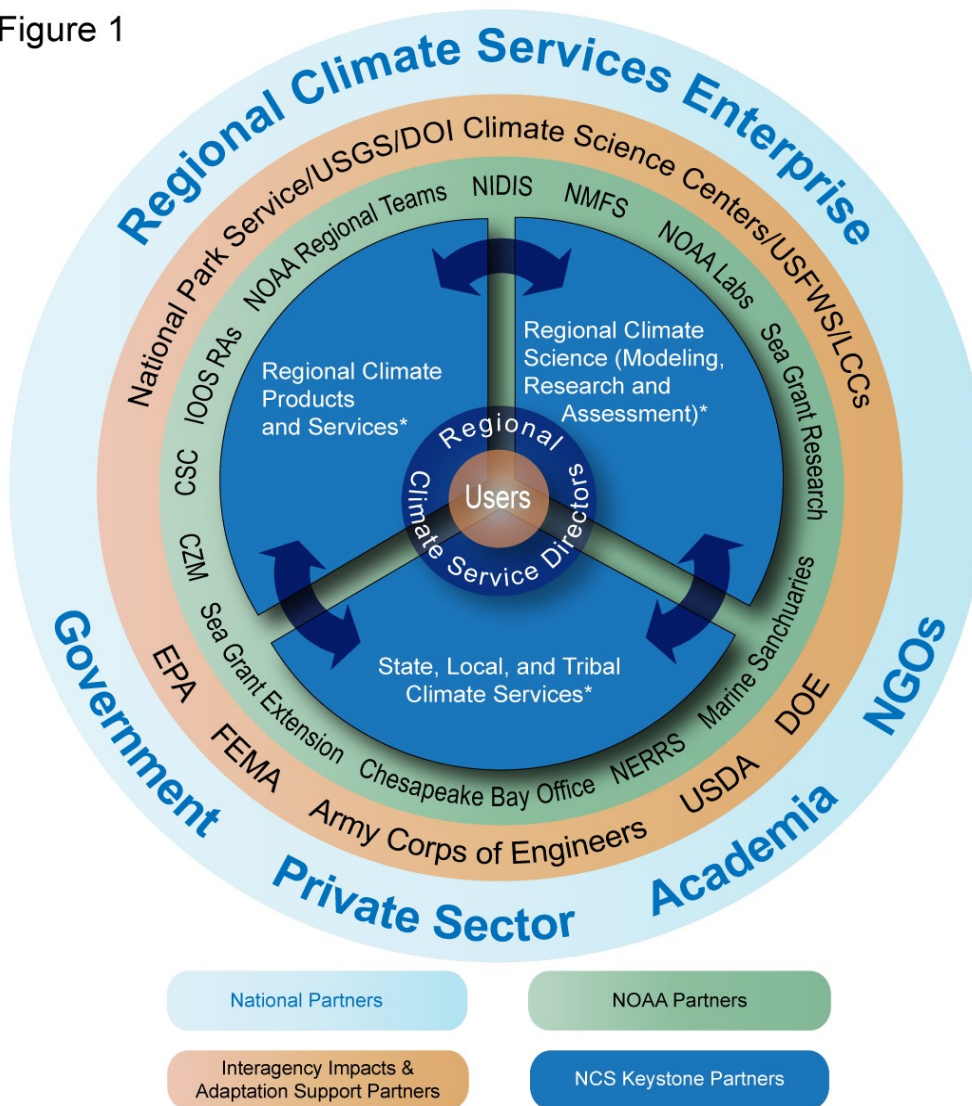 Figure 1
Regional Climate Services Enterprise
National Park Service/USGS/DOI Climate Science Centers/USFWS/LCCs
NOAA Regional Teams
NIDIS
NMFS
NOAA Labs
Sea Grant Research
IOOS RAs
CSC
CZM
Sea Grant Extension
Chesapeake Bay Office
NERRS
Marine Sanchuaries
Regional Climate
Products
and Services*
Regional Climate
Science (Modeling,
Research and
Assessment)*
Regional
Climate Service Directors
Users
State, Local, and Tribal
Climate Services*
EPA
FEMA
Army Corps of Engineers
USDA
DOE
Government
Private Sector
Academia
NGOs
National Partners
NOAA Partners
Interagency Impacts &
Adaptation Support Partners
NCS Keystone Partners